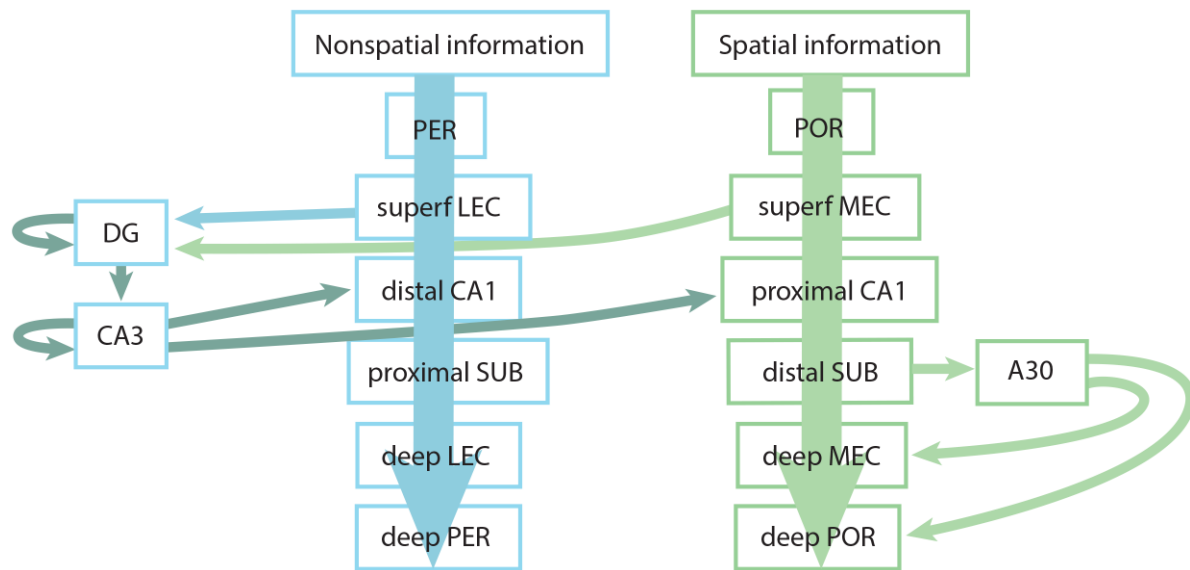 Nonspatial information
Spatial information
PER
POR
superf LEC
superf MEC
DG
distal CA1
proximal CA1
CA3
proximal SUB
distal SUB
A30
deep LEC
deep MEC
deep PER
deep POR